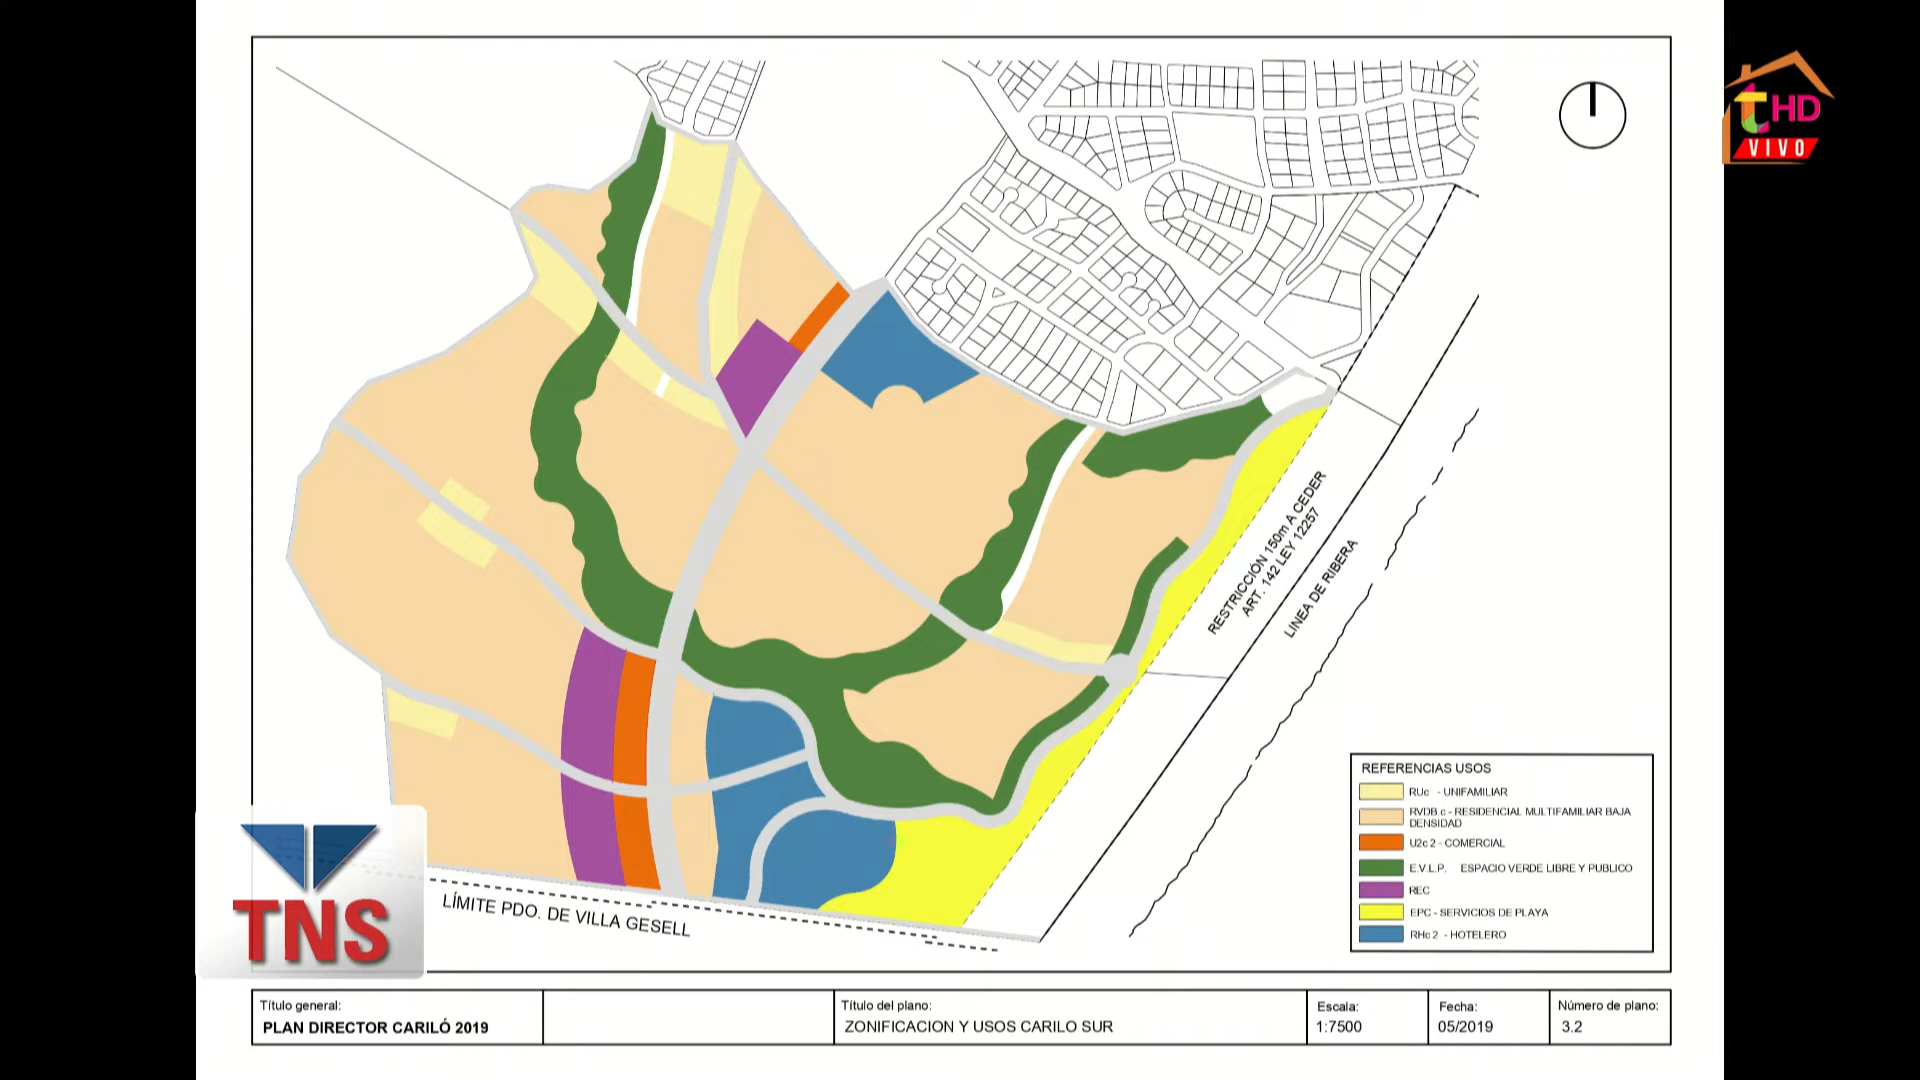 t HD
VIVO
RESTRICCIÓN 150m A CEDER
ART. 142 LEY 12257
LINEA DE RIBERA
REFERENCIAS USOS
RUc - UNIFAMILIAR
RVDB c - RESIDENCIAL MULTIFAMILIAR BAJA
DENSIDAD
U2c 2 - COMERCIAL
E.V.L.P. ESPACIO VERDE LIBRE Y PUBLICO
REC
EPC - SERVICIOS DE PLAYA
RHc 2 - HOTELERO
LÍMITE PDO. DE VILLA GESELL
TNS
Título general:
PLAN DIRECTOR CARILÓ 2019
Título del plano:
ZONIFICACION Y USOS CARILO SUR
Escala:
1:7500
Fecha:
05/2019
Número de plano:
3.2